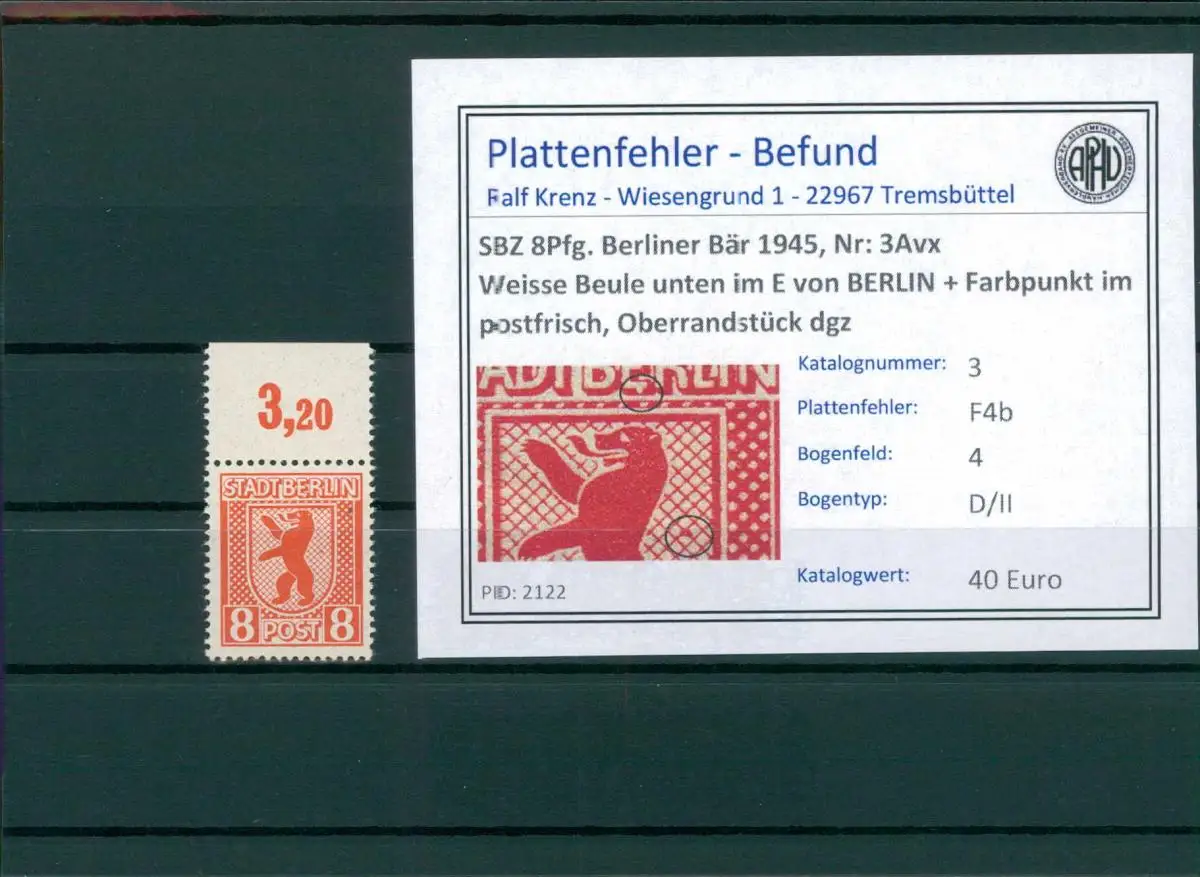 3,20
STADT BERLIN
8 POST 8
Plattenfehler - Befund
Ralf Krenz - Wiesengrund 1 - 22967 Tremsbüttel
SBZ 8Pfg. Berliner Bär 1945, Nr: 3Avx
Weisse Beule unten im E von BERLIN + Farbpunkt im
postfrisch, Oberrandstück dgz
ADT BERLIN
Katalognummer: 3
Plattenfehler: F4b
Bogenfeld: 4
Bogentyp: D/II
Katalogwert: 40 Euro
PID: 2122